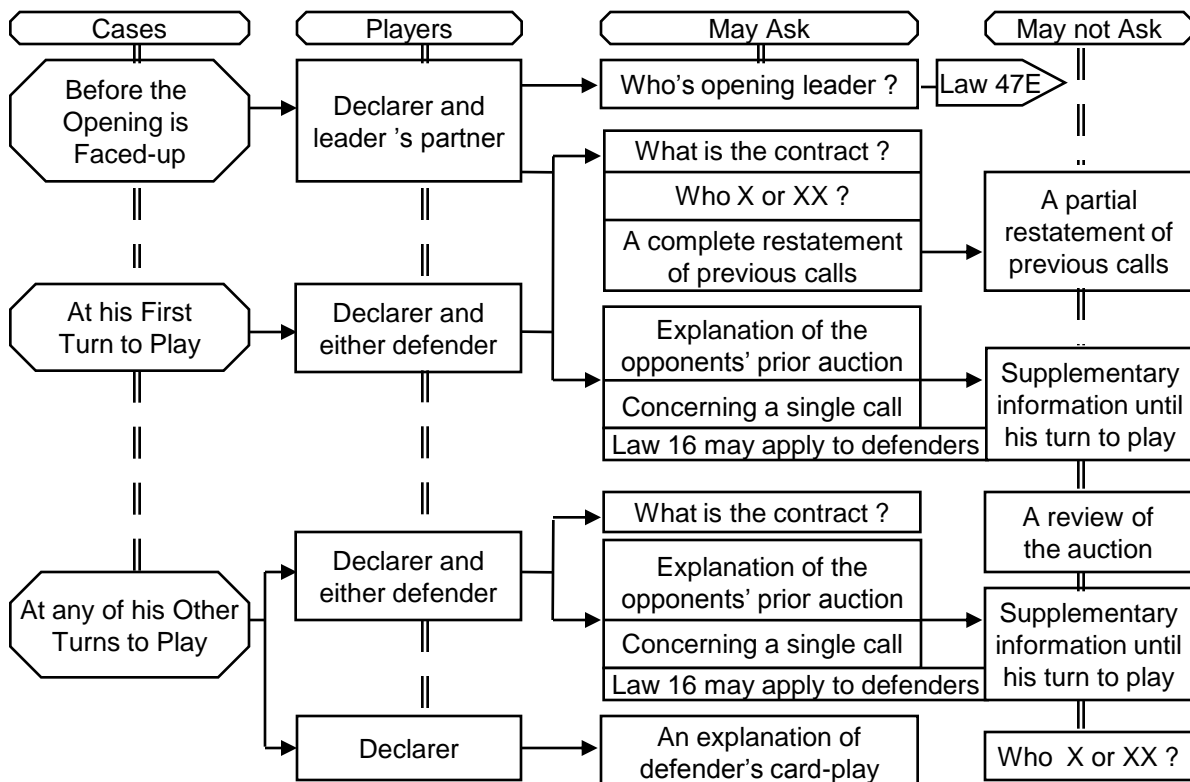 Cases
Players
May Ask
May not Ask
Before the
Opening is
Faced-up
Declarer and
leader 's partner
Who's opening leader ?
Law 47E
What is the contract ?
Who X or XX ?
A complete restatement
of previous calls
A partial
restatement of
previous calls
At his First
Turn to Play
Declarer and
either defender
Explanation of the
opponents' prior auction
Concerning a single call
Law 16 may apply to defenders
Supplementary
information until
his turn to play
At any of his Other
Turns to Play
Declarer and
either defender
What is the contract ?
A review of
the auction
Explanation of the
opponents' prior auction
Concerning a single call
Law 16 may apply to defenders
Supplementary
information until
his turn to play
Declarer
An explanation of
defender's card-play
Who X or XX ?